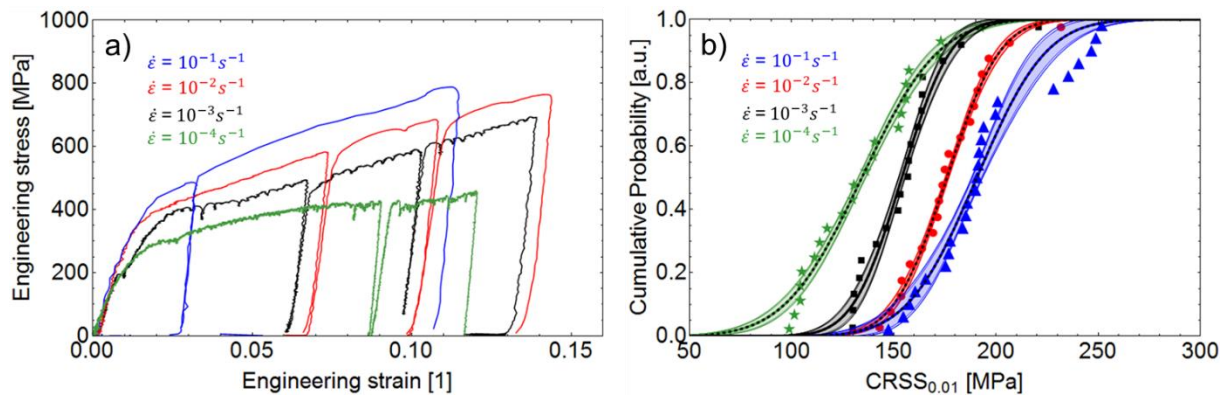 a)
ε̇ = 10⁻¹s⁻¹
ε̇ = 10⁻²s⁻¹
ε̇ = 10⁻³s⁻¹
ε̇ = 10⁻⁴s⁻¹
1000
800
600
400
200
0
0.00 0.05 0.10 0.15
Engineering stress [MPa]
Engineering strain [1]
b)
ε̇ = 10⁻¹s⁻¹
ε̇ = 10⁻²s⁻¹
ε̇ = 10⁻³s⁻¹
ε̇ = 10⁻⁴s⁻¹
1.0
0.8
0.6
0.4
0.2
0.0
50 100 150 200 250 300
Cumulative Probability [a.u.]
CRSS₀.₀₁ [MPa]